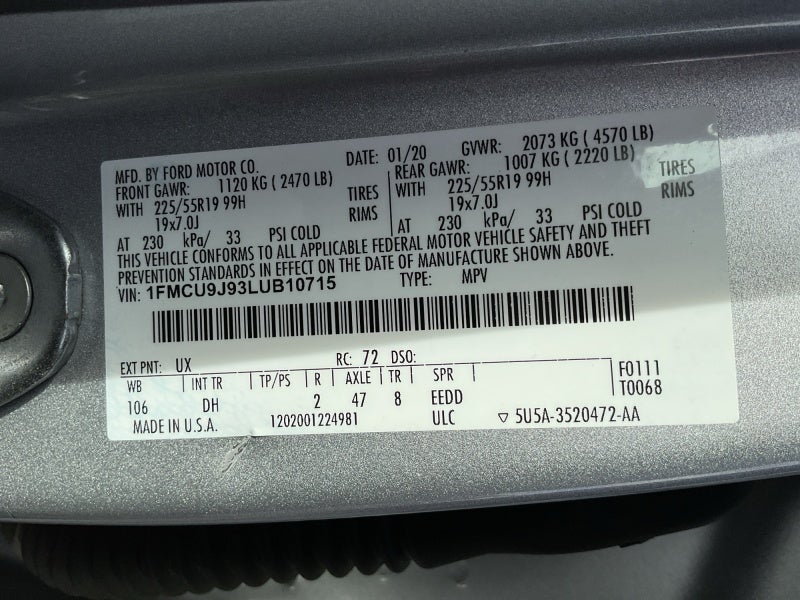 MFD. BY FORD MOTOR CO. DATE: 01/20 GVWR: 2073 KG ( 4570 LB)
FRONT GAWR: 1120 KG ( 2470 LB) REAR GAWR: 1007 KG ( 2220 LB)
WITH 225/55R19 99H TIRES WITH 225/55R19 99H TIRES
19x7.0J RIMS 19x7.0J RIMS
AT 230 kPa/ 33 PSI COLD AT 230 kPa/ 33 PSI COLD
THIS VEHICLE CONFORMS TO ALL APPLICABLE FEDERAL MOTOR VEHICLE SAFETY AND THEFT
PREVENTION STANDARDS IN EFFECT ON THE DATE OF MANUFACTURE SHOWN ABOVE.
VIN: 1FMCU9J93LUB10715 TYPE: MPV
EXT PNT: UX RC: 72 DSO:
WB INT TR TP/PS R AXLE TR SPR F0111
106 DH 2 47 8 EEDD T0068
MADE IN U.S.A. 1202001224981 ULC ▽ 5U5A-3520472-AA